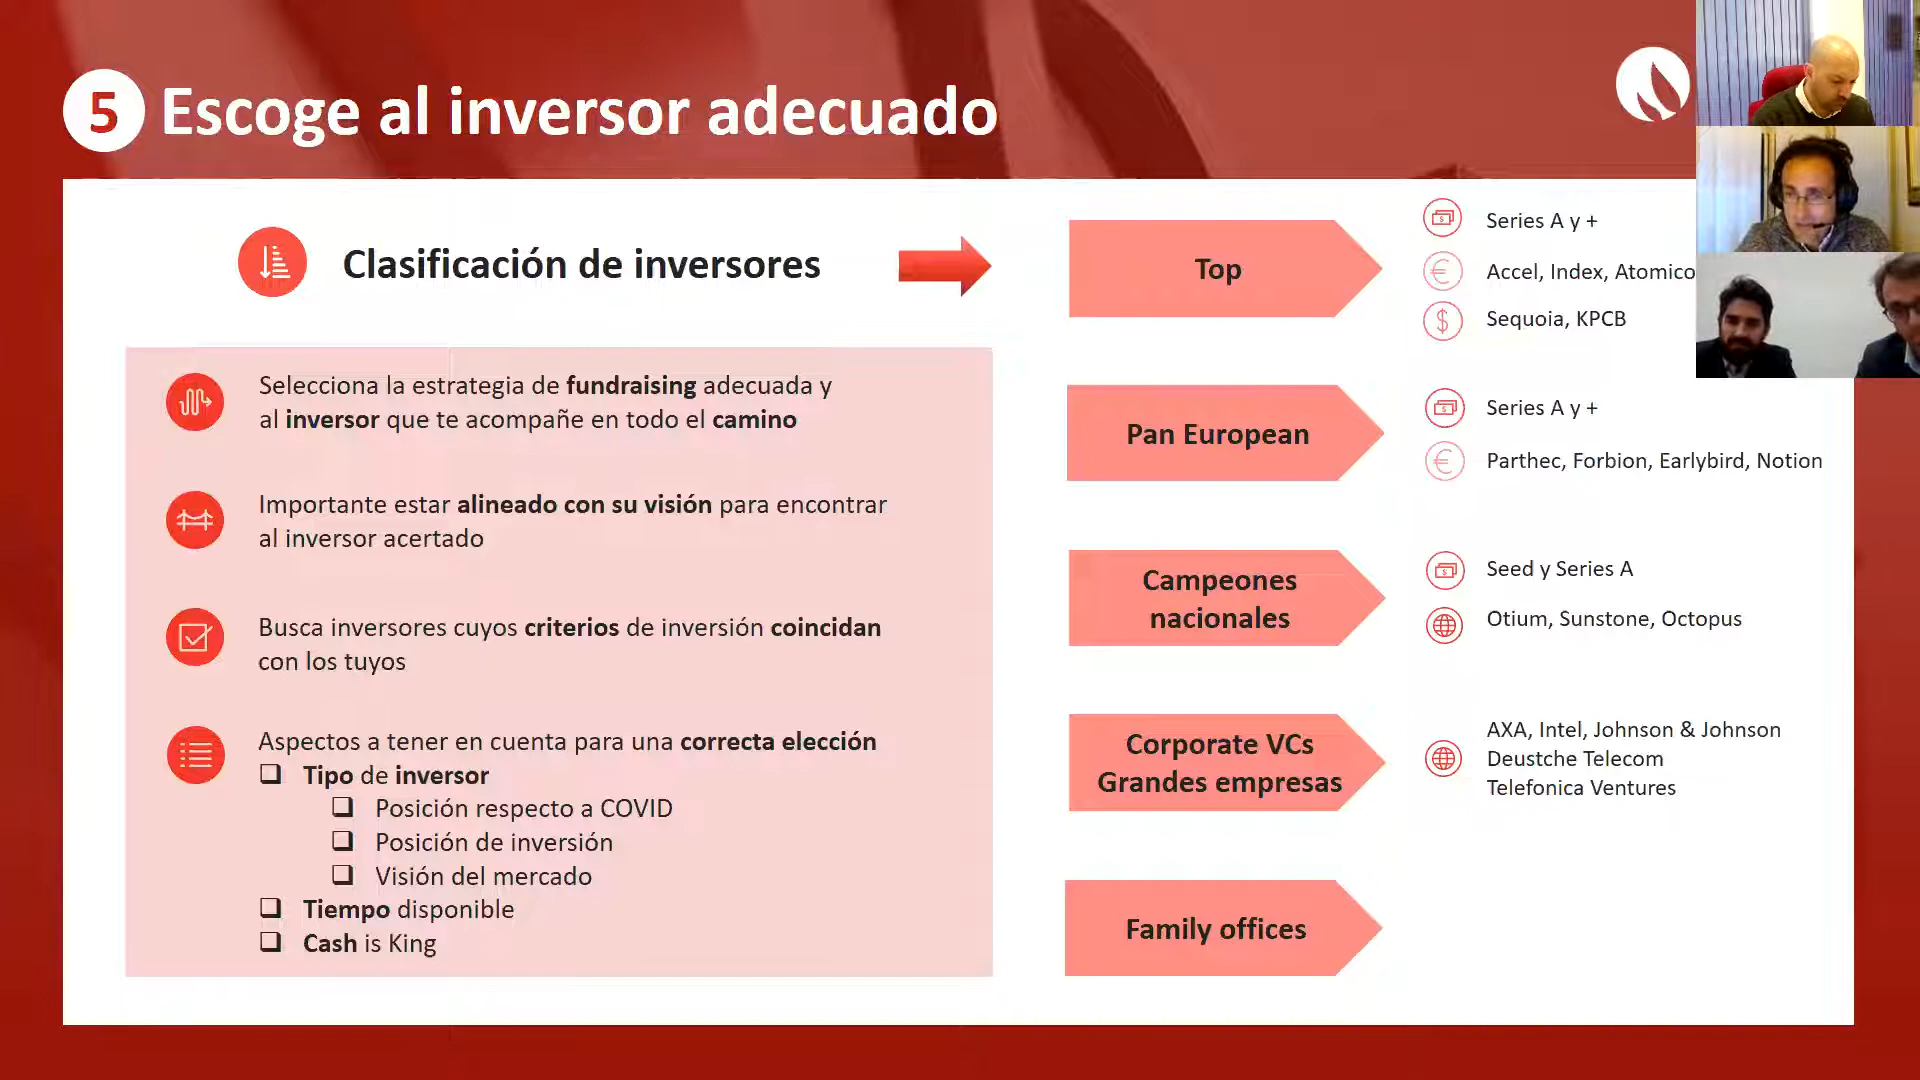 5 Escoge al inversor adecuado
Clasificación de inversores
Selecciona la estrategia de fundraising adecuada y
al inversor que te acompañe en todo el camino
Importante estar alineado con su visión para encontrar
al inversor acertado
Busca inversores cuyos criterios de inversión coincidan
con los tuyos
Aspectos a tener en cuenta para una correcta elección
Tipo de inversor
Posición respecto a COVID
Posición de inversión
Visión del mercado
Tiempo disponible
Cash is King
Top
Series A y +
Accel, Index, Atomico
Sequoia, KPCB
Pan European
Series A y +
Parthec, Forbion, Earlybird, Notion
Campeones
nacionales
Seed y Series A
Otium, Sunstone, Octopus
Corporate VCs
Grandes empresas
AXA, Intel, Johnson & Johnson
Deustche Telecom
Telefonica Ventures
Family offices